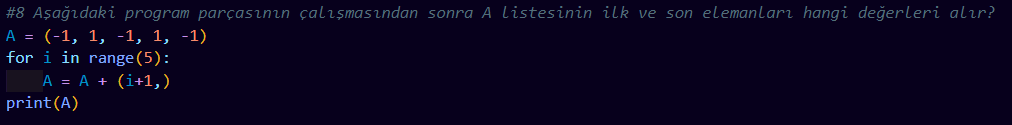 #8 Aşağıdaki program parçasının çalışmasından sonra A listesinin ilk ve son elemanları hangi değerleri alır?
A = (-1, 1, -1, 1, -1)
for i in range(5):
    A = A + (i+1,)
print(A)